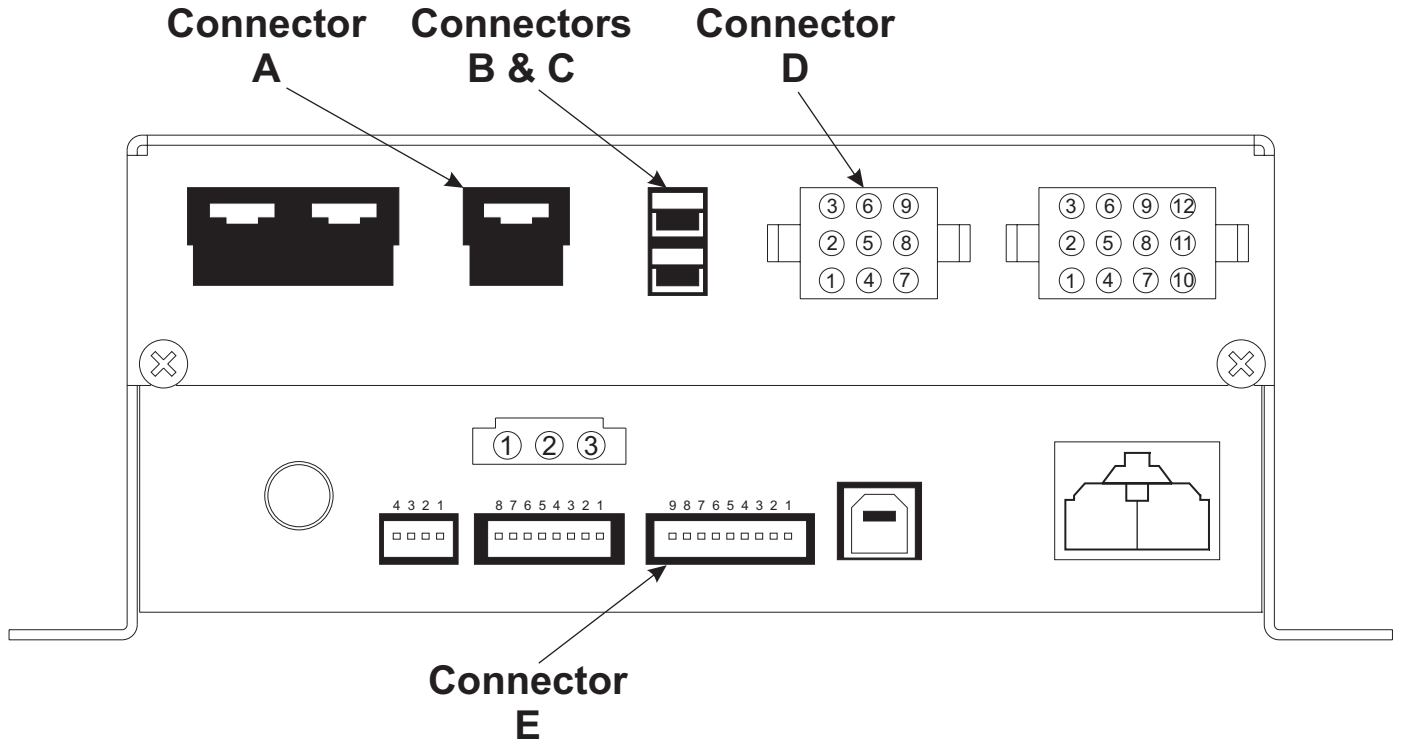 Connector Connectors Connector
A B & C D
3 6 9 3 6 9 12
2 5 8 2 5 8 11
1 4 7 1 4 7 10
1 2 3
4 3 2 1 8 7 6 5 4 3 2 1 9 8 7 6 5 4 3 2 1
Connector
E